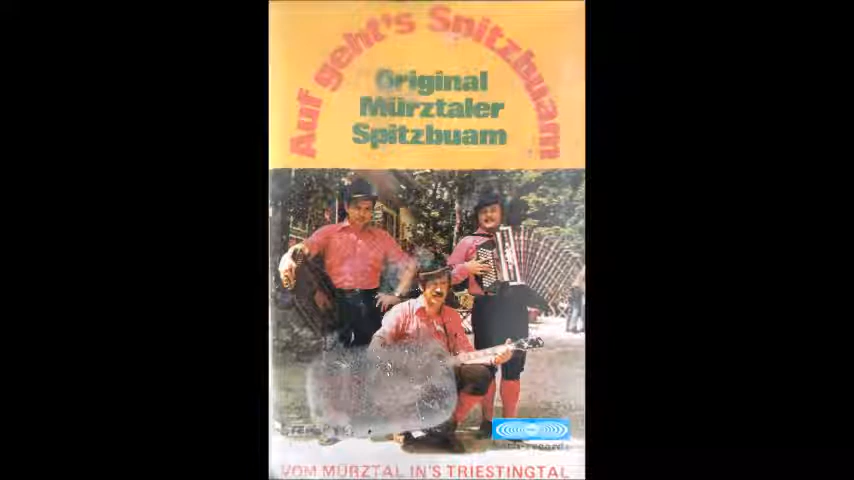 Auf geht's Spitzbuam
Original
Mürztaler
Spitzbuam
VOM MÜRZTAL IN'S TRIESTINGTAL